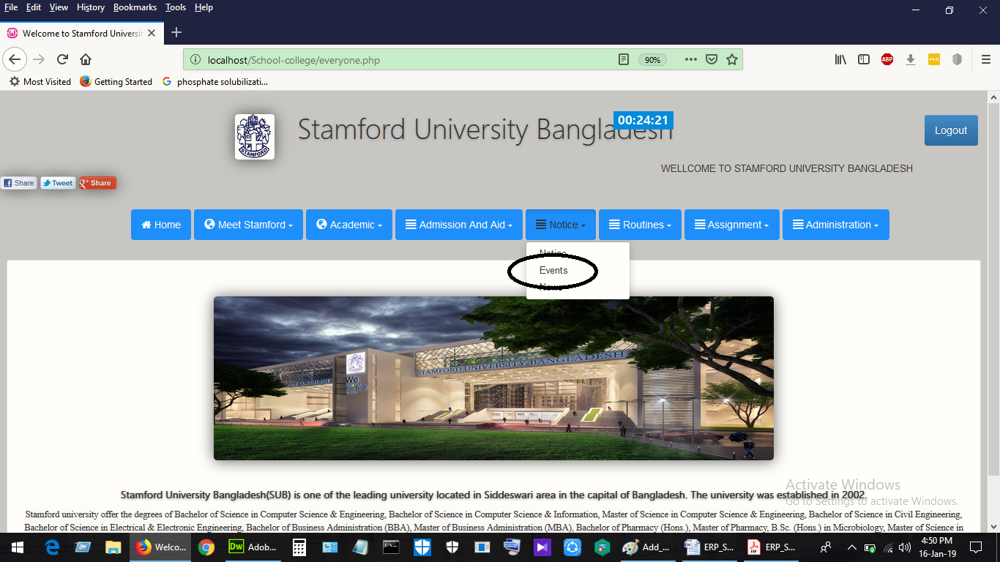 File Edit View History Bookmarks Tools Help
Welcome to Stamford Universit
localhost/School-college/everyone.php
90%
ABP
Most Visited Getting Started phosphate solubilizati...
STAMFORD
Stamford University Bangladesh
00:24:21
Logout
WELLCOME TO STAMFORD UNIVERSITY BANGLADESH
Share Tweet Share
Home Meet Stamford Academic Admission And Aid Notice Routines Assignment Administration
Notice
Events
News
STAMFORD UNIVERSITY BANGLADESH
We
Stamford University Bangladesh(SUB) is one of the leading university located in Siddeswari area in the capital of Bangladesh. The university was established in 2002.
Activate Windows
Go to Settings to activate Windows.
Stamford university offer the degrees of Bachelor of Science in Computer Science & Engineering, Bachelor of Science in Computer Science & Information, Master of Science in Computer Science & Engineering, Bachelor of Science in Civil Engineering,
Bachelor of Science in Electrical & Electronic Engineering, Bachelor of Business Administration (BBA), Master of Business Administration (MBA), Bachelor of Pharmacy (Hons.), Master of Pharmacy, B.Sc. (Hons.) in Microbiology, Master of Science in
Welco... Dw Adob... Add_... ERP_S... ERP_S...
4:50 PM
16-Jan-19